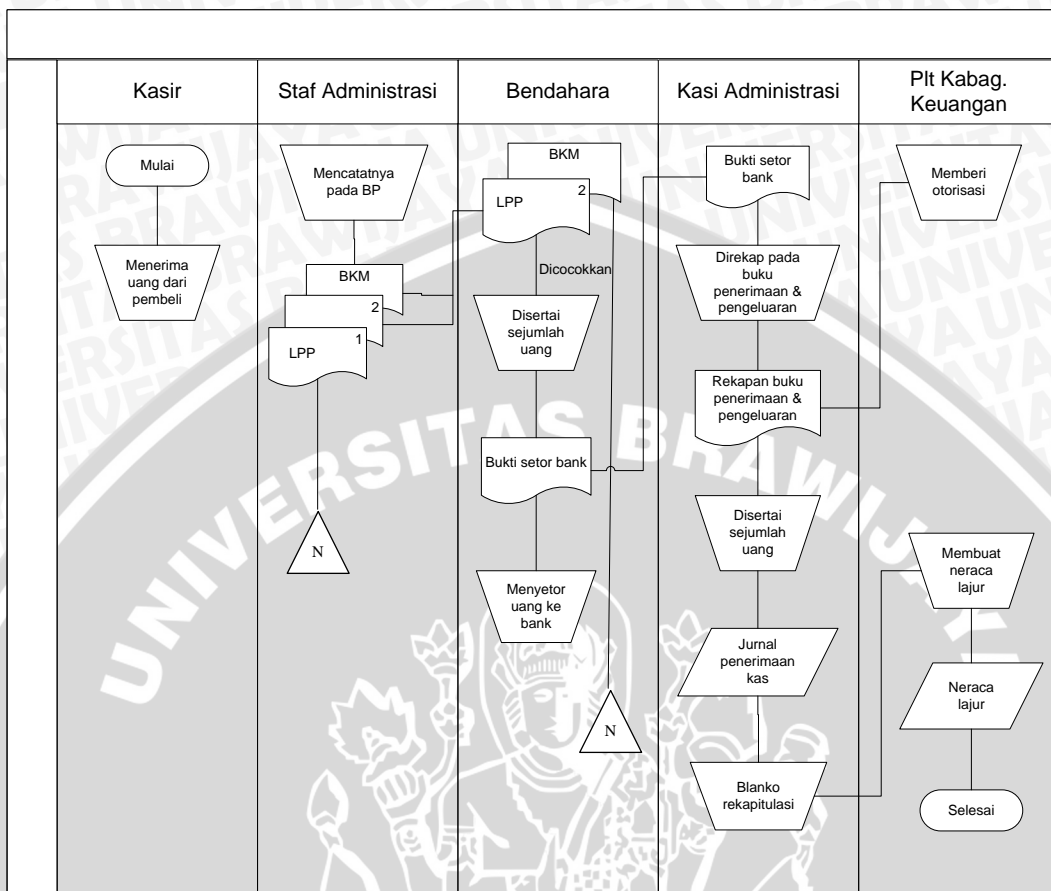 Kasir
Staf Administrasi
Bendahara
Kasi Administrasi
Plt Kabag.
Keuangan
Mulai
Menerima
uang dari
pembeli
Mencatatnya
pada BP
BKM
2
LPP
1
N
BKM
2
LPP
Dicocokkan
Disertai
sejumlah
uang
Bukti setor bank
Menyetor
uang ke
bank
N
Bukti setor
bank
Direkap pada
buku
penerimaan &
pengeluaran
Rekapan buku
penerimaan &
pengeluaran
Disertai
sejumlah
uang
Jurnal
penerimaan
kas
Blanko
rekapitulasi
Memberi
otorisasi
Membuat
neraca
lajur
Neraca
lajur
Selesai
UNIVERSITAS BRAWIJAYA